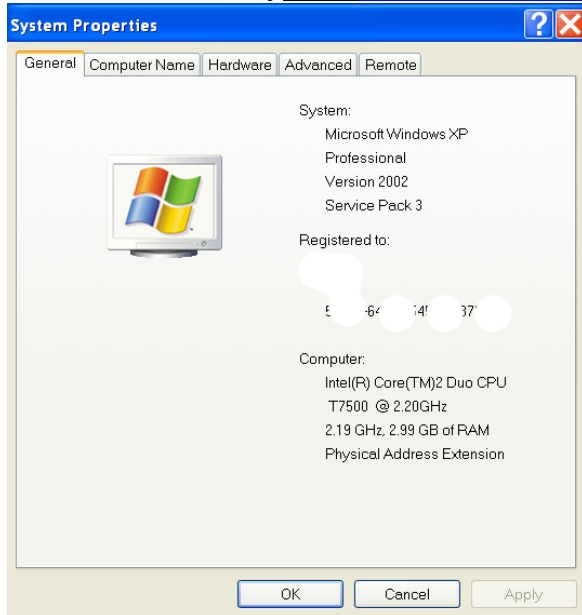 System Properties
General Computer Name Hardware Advanced Remote
System:
Microsoft Windows XP
Professional
Version 2002
Service Pack 3
Registered to:
Computer:
Intel(R) Core(TM)2 Duo CPU
T7500 @ 2.20GHz
2.19 GHz, 2.99 GB of RAM
Physical Address Extension
OK Cancel Apply